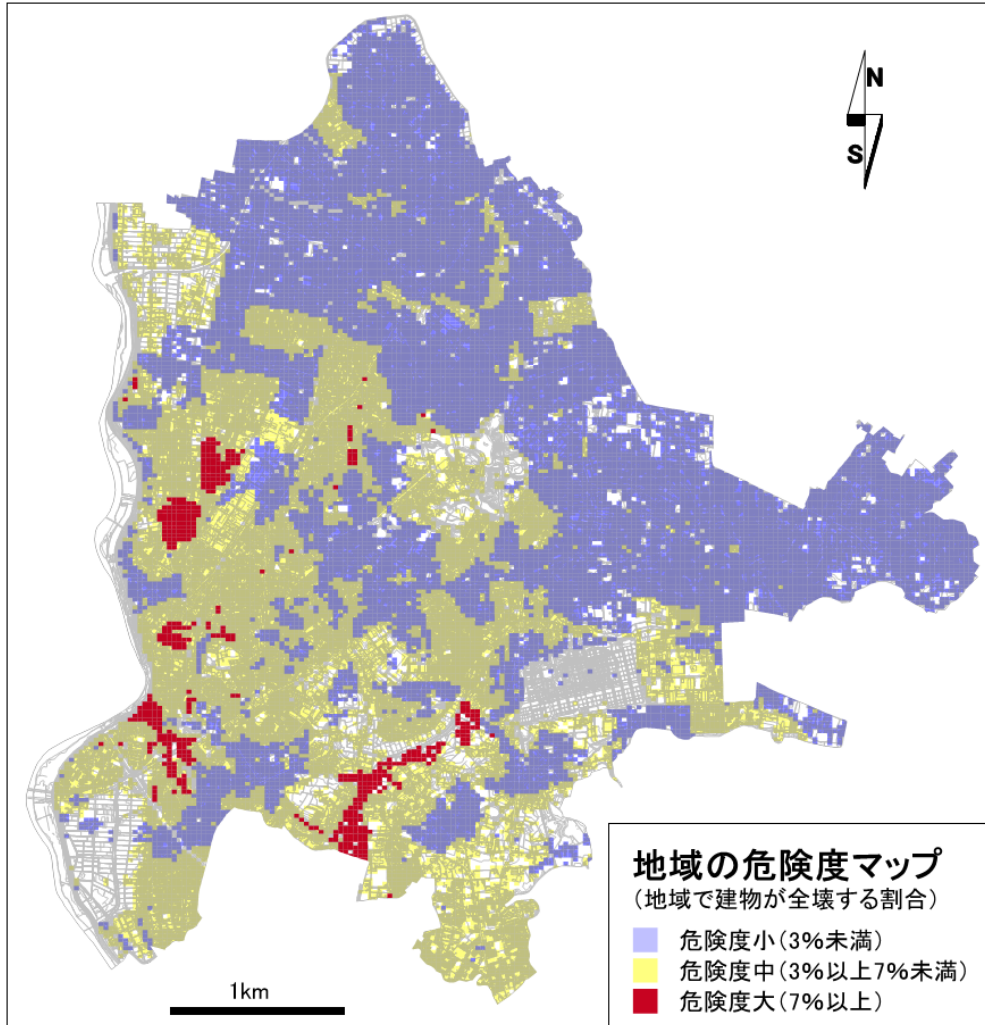 N
S
地域の危険度マップ
(地域で建物が全壊する割合)
危険度小(3%未満)
危険度中(3%以上7%未満)
危険度大(7%以上)
1km